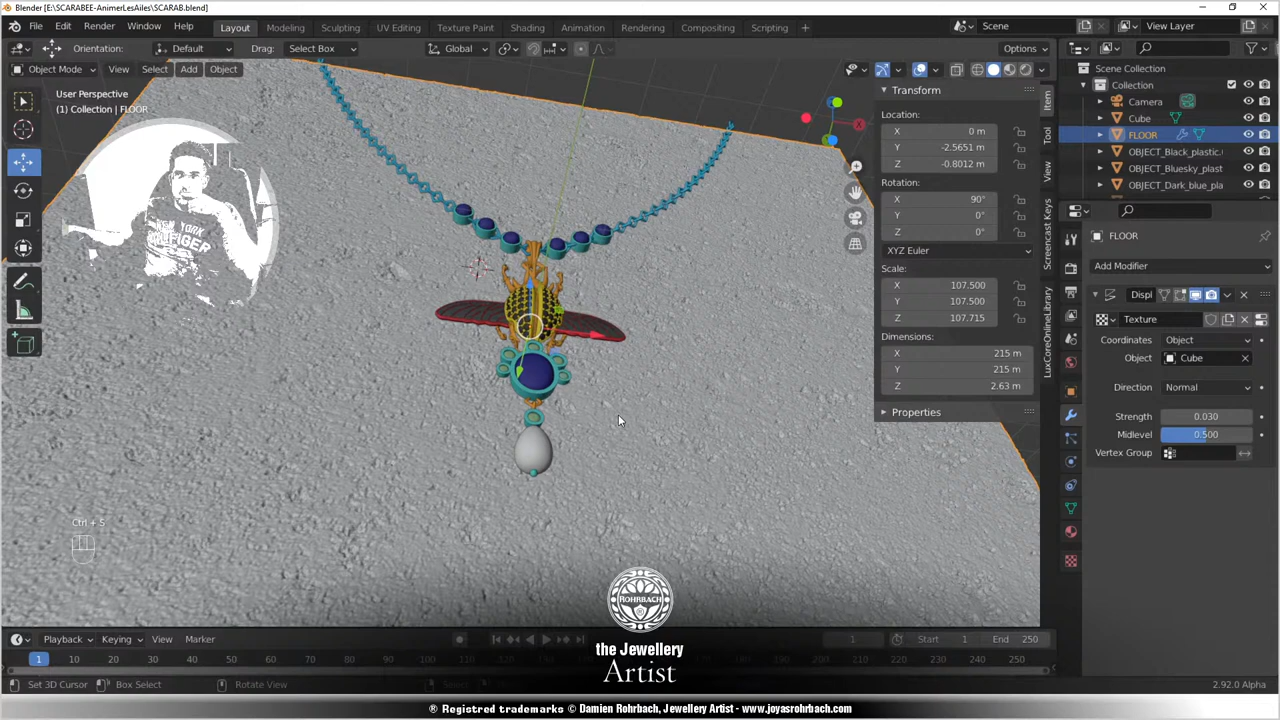 Blender [E:\SCARABEE-AnimerLesAiles\SCARAB.blend]
File Edit Render Window Help
Layout Modeling Sculpting UV Editing Texture Paint Shading Animation Rendering Compositing Scripting +
Scene
View Layer
Orientation: Default Drag: Select Box
Global
Options
Object Mode View Select Add Object
User Perspective
(1) Collection | FLOOR
NEW YORK
Ctrl + S
Transform
Location:
X 0 m
Y -2.5651 m
Z -0.8012 m
Rotation:
X 90°
Y 0°
Z 0°
XYZ Euler
Scale:
X 107.500
Y 107.500
Z 107.715
Dimensions:
X 215 m
Y 215 m
Z 2.63 m
Properties
Item
Tool
View
Screencast Keys
LuxCoreOnlineLibrary
Scene Collection
Collection
Camera
Cube
FLOOR
OBJECT_Black_plastic.
OBJECT_Bluesky_plast
OBJECT_Dark_blue_pla
FLOOR
Add Modifier
Displ
Texture
Coordinates Object
Object Cube
Direction Normal
Strength 0.030
Midlevel 0.500
Vertex Group
ROHRBACH
the Jewellery
Artist
Playback Keying View Marker
1 Start 1 End 250
1 10 20 30 40 50 60 70 80 90 100 110 120 130 140 150 160 170 180 190 200 210 220 230 240 250
Set 3D Cursor Box Select Rotate View Select
2.92.0 Alpha
® Registered trademarks © Damien Rohrbach, Jewellery Artist - www.joyasrohrbach.com